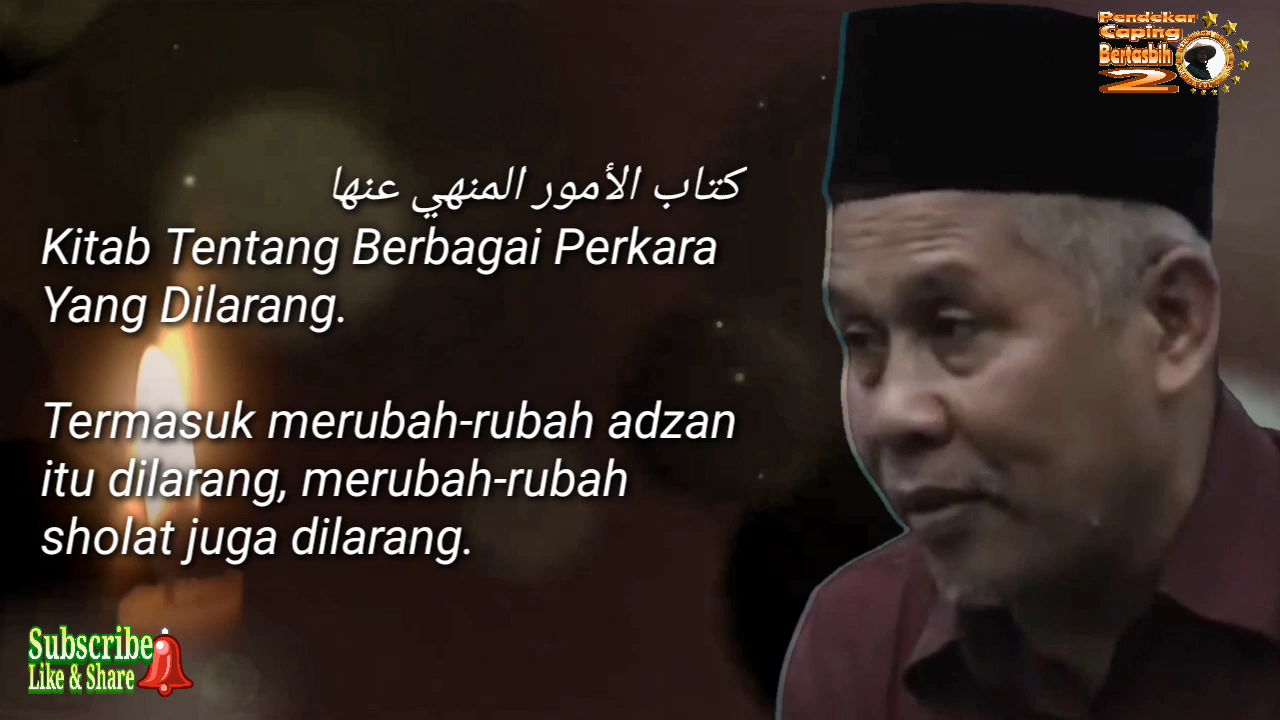 Pendekar
Caping
Bertasbih
2
كتاب الأمور المنهي عنها
Kitab Tentang Berbagai Perkara
Yang Dilarang.
Termasuk merubah-rubah adzan
itu dilarang, merubah-rubah
sholat juga dilarang.
Subscribe
Like & Share